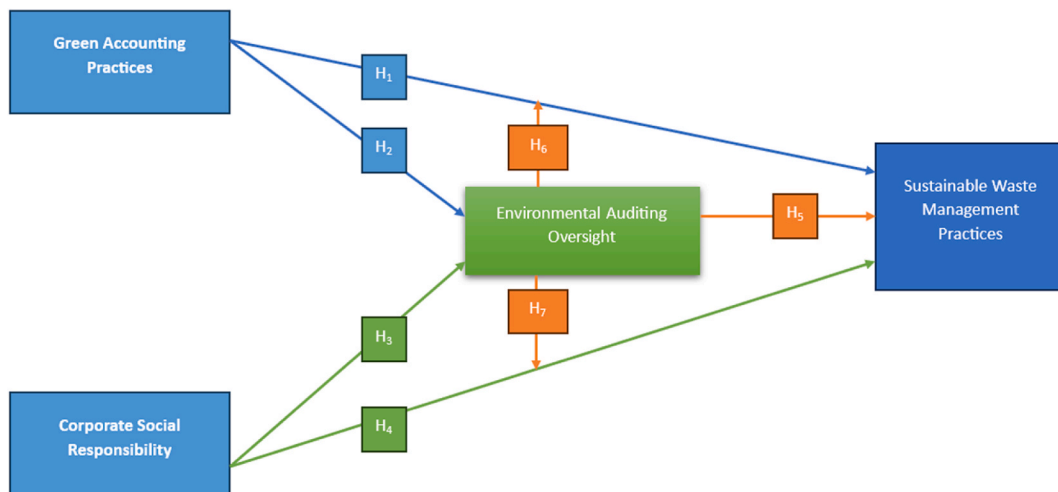 Green Accounting
Practices
H₁
H₂
H₆
Environmental Auditing
Oversight
H₅
Sustainable Waste
Management
Practices
H₇
H₃
H₄
Corporate Social
Responsibility